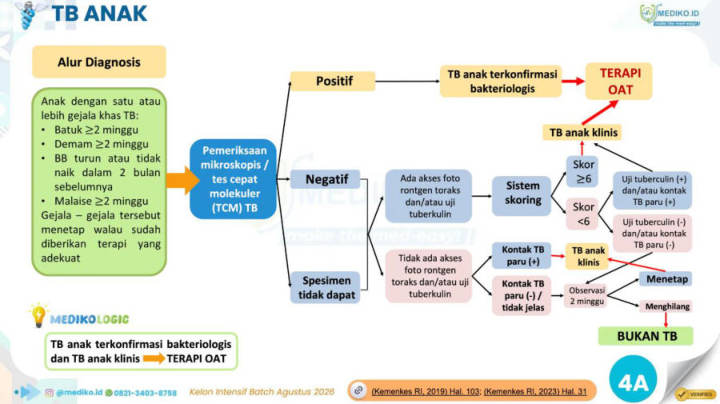 TB ANAK
MEDIKO.ID
Alur Diagnosis
Anak dengan satu atau
lebih gejala khas TB:
• Batuk ≥2 minggu
• Demam ≥2 minggu
• BB turun atau tidak
naik dalam 2 bulan
sebelumnya
• Malaise ≥2 minggu
Gejala – gejala tersebut
menetap walau sudah
diberikan terapi yang
adekuat
Pemeriksaan
mikroskopis /
tes cepat
molekuler
(TCM) TB
Positif
TB anak terkonfirmasi
bakteriologis
TERAPI
OAT
TB anak klinis
Negatif
Ada akses foto
rontgen toraks
dan/atau uji
tuberkulin
Sistem
skoring
Skor
≥6
Skor
<6
Uji tuberculin (+)
dan/atau kontak
TB paru (+)
Uji tuberculin (-)
dan/atau kontak
TB paru (-)
Spesimen
tidak dapat
Tidak ada akses
foto rontgen
toraks dan/atau uji
tuberkulin
Kontak TB
paru (+)
TB anak
klinis
Kontak TB
paru (-) /
tidak jelas
Observasi
2 minggu
Menetap
Menghilang
BUKAN TB
MEDIKOLOGIC
TB anak terkonfirmasi bakteriologis
dan TB anak klinis TERAPI OAT
4A
@mediko.id 0821-3403-8758 Kelan Intensif Batch Agustus 2026
(Kemenkes RI, 2019) Hal. 103; (Kemenkes RI, 2023) Hal. 31
VERIFIED